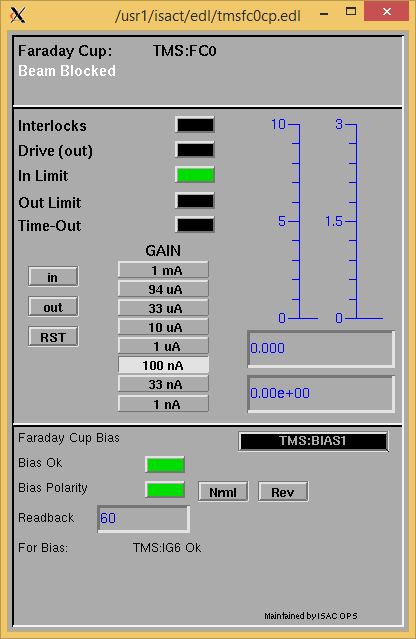 /usr1/isact/edl/tmsfc0cp.edl
Faraday Cup: TMS:FC0
Beam Blocked
Interlocks
Drive (out)
In Limit
Out Limit
Time-Out
GAIN
1 mA
94 uA
33 uA
10 uA
1 uA
100 nA
33 nA
1 nA
in
out
RST
10
5
0
3
1.5
0
0.000
0.00e+00
Faraday Cup Bias TMS:BIAS1
Bias Ok
Bias Polarity Nrml Rev
Readback 60
For Bias: TMS:IG6 Ok
Maintained by ISAC OPS